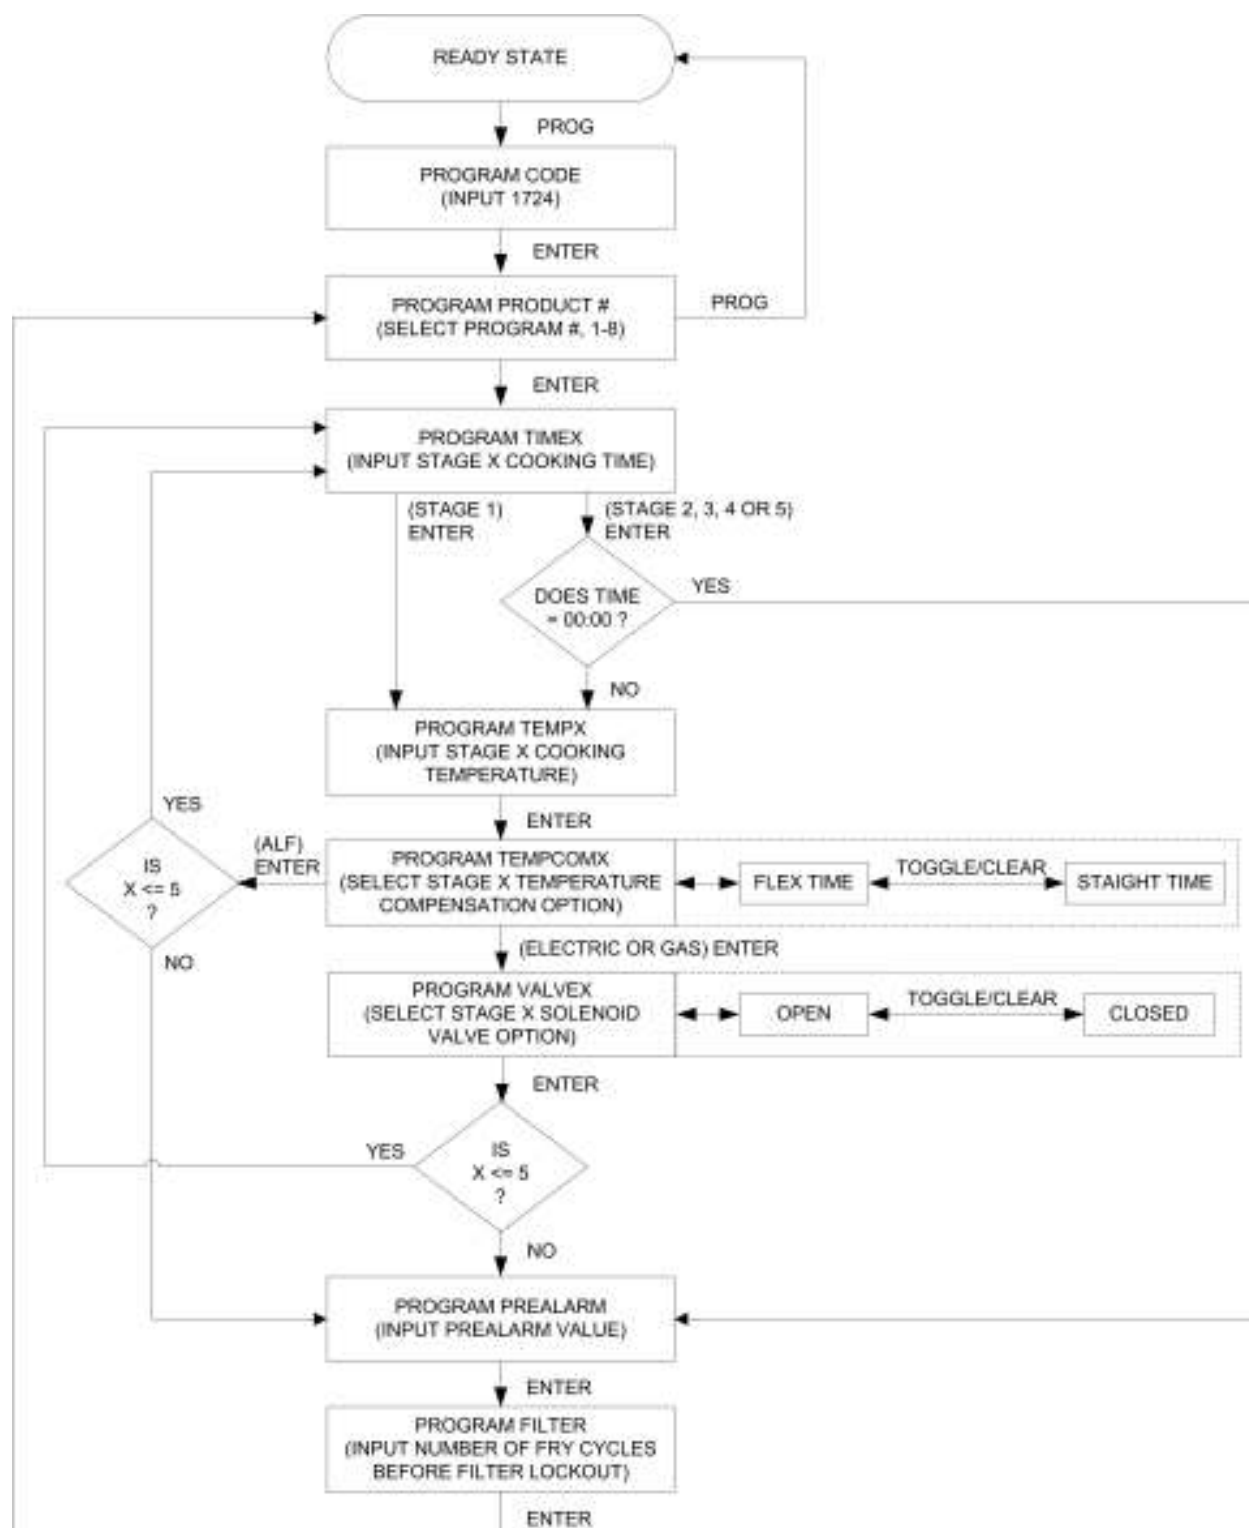 READY STATE
PROG
PROGRAM CODE
(INPUT 1724)
ENTER
PROGRAM PRODUCT #
(SELECT PROGRAM #, 1-8)
PROG
ENTER
PROGRAM TIMEX
(INPUT STAGE X COOKING TIME)
(STAGE 1)
ENTER
(STAGE 2, 3, 4 OR 5)
ENTER
DOES TIME
= 00:00 ?
YES
NO
PROGRAM TEMPX
(INPUT STAGE X COOKING
TEMPERATURE)
ENTER
YES
IS
X <= 5
?
NO
(ALF)
ENTER
PROGRAM TEMPCOMX
(SELECT STAGE X TEMPERATURE
COMPENSATION OPTION)
FLEX TIME
TOGGLE/CLEAR
STAIGHT TIME
(ELECTRIC OR GAS) ENTER
PROGRAM VALVEX
(SELECT STAGE X SOLENOID
VALVE OPTION)
OPEN
TOGGLE/CLEAR
CLOSED
ENTER
YES
IS
X <= 5
?
NO
PROGRAM PREALARM
(INPUT PREALARM VALUE)
ENTER
PROGRAM FILTER
(INPUT NUMBER OF FRY CYCLES
BEFORE FILTER LOCKOUT)
ENTER